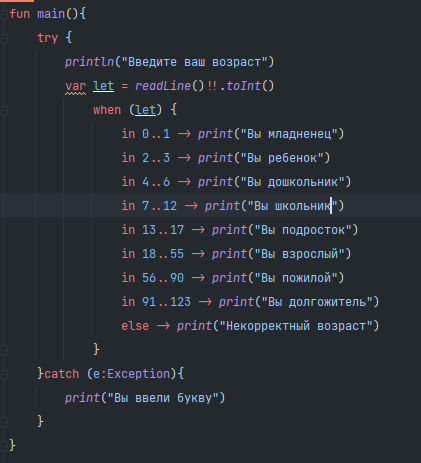 fun main(){
try {
println("Введите ваш возраст")
var let = readLine()!!.toInt()
when (let) {
in 0..1 -> print("Вы младненец")
in 2..3 -> print("Вы ребенок")
in 4..6 -> print("Вы дошкольник")
in 7..12 -> print("Вы школьник")
in 13..17 -> print("Вы подросток")
in 18..55 -> print("Вы взрослый")
in 56..90 -> print("Вы пожилой")
in 91..123 -> print("Вы долгожитель")
else -> print("Некорректный возраст")
}
}catch (e:Exception){
print("Вы ввели букву")
}
}